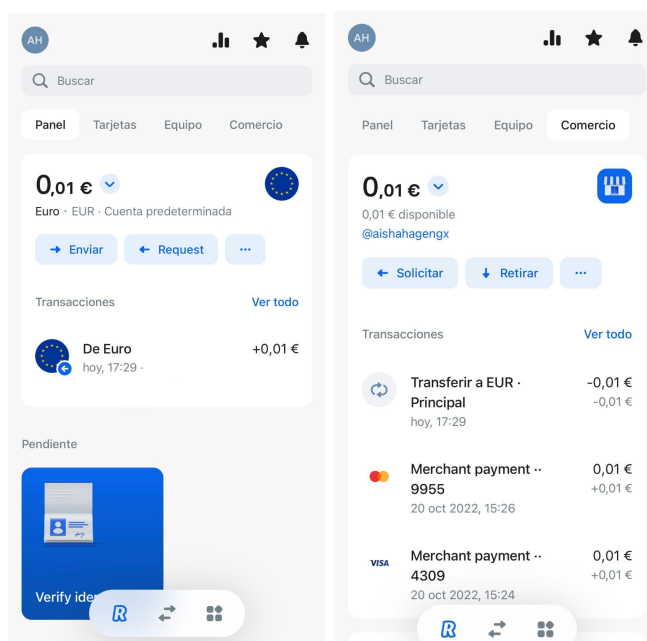 AH
Buscar
Panel Tarjetas Equipo Comercio
0,01 €
Euro · EUR · Cuenta predeterminada
Enviar Request
Transacciones Ver todo
De Euro +0,01 €
hoy, 17:29 ·
Pendiente
Verify
R
AH
Buscar
Panel Tarjetas Equipo Comercio
0,01 €
0,01 € disponible
@aishahagengx
Solicitar Retirar
Transacciones Ver todo
Transferir a EUR · -0,01 €
Principal -0,01 €
hoy, 17:29
Merchant payment ·· 0,01 €
9955 +0,01 €
20 oct 2022, 15:26
VISA Merchant payment ·· 0,01 €
4309 +0,01 €
20 oct 2022, 15:24
R